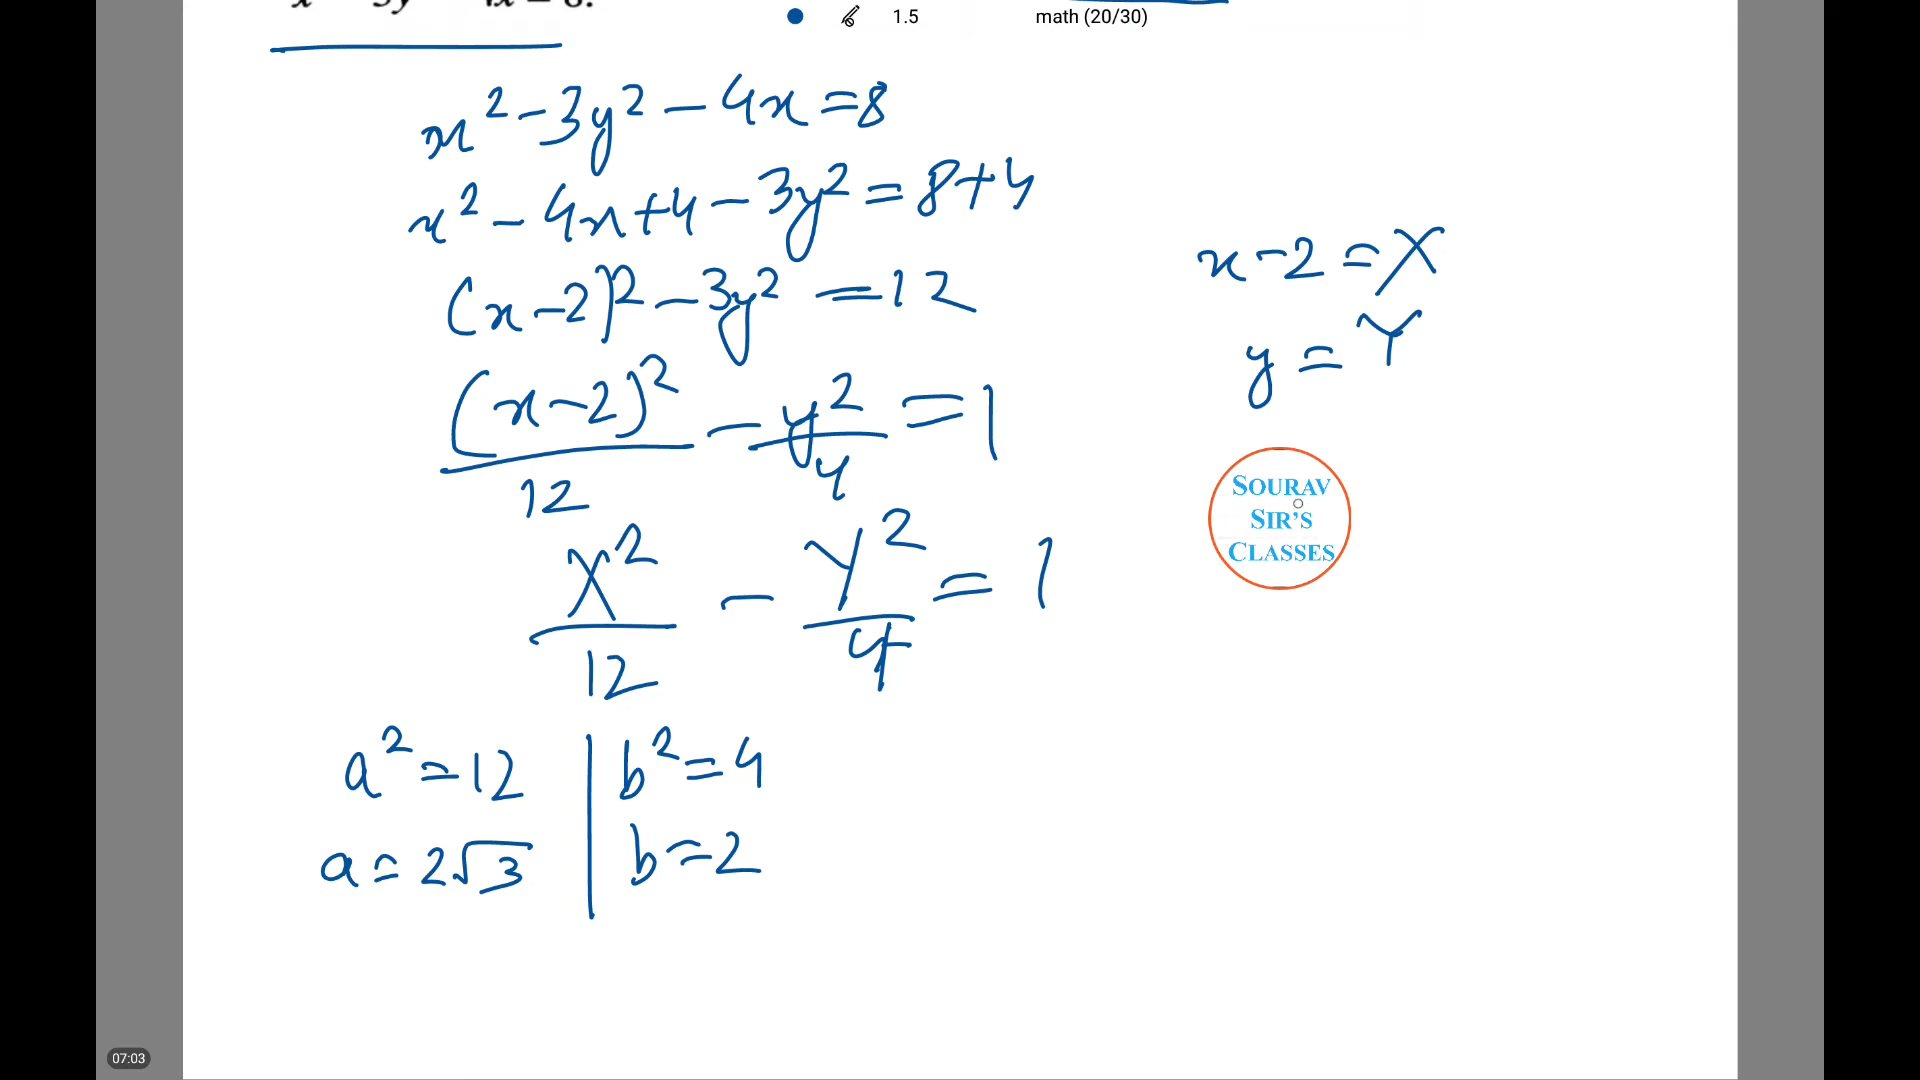 = 8.
1.5 math (20/30)
x² - 3y² - 4x = 8
x² - 4x + 4 - 3y² = 8 + 4
(x - 2)² - 3y² = 12
(x - 2)²/12 - y²/4 = 1
X²/12 - Y²/4 = 1
a² = 12 | b² = 4
a = 2√3 | b = 2
x - 2 = X
y = Y
SOURAV
SIR'S
CLASSES
07:03